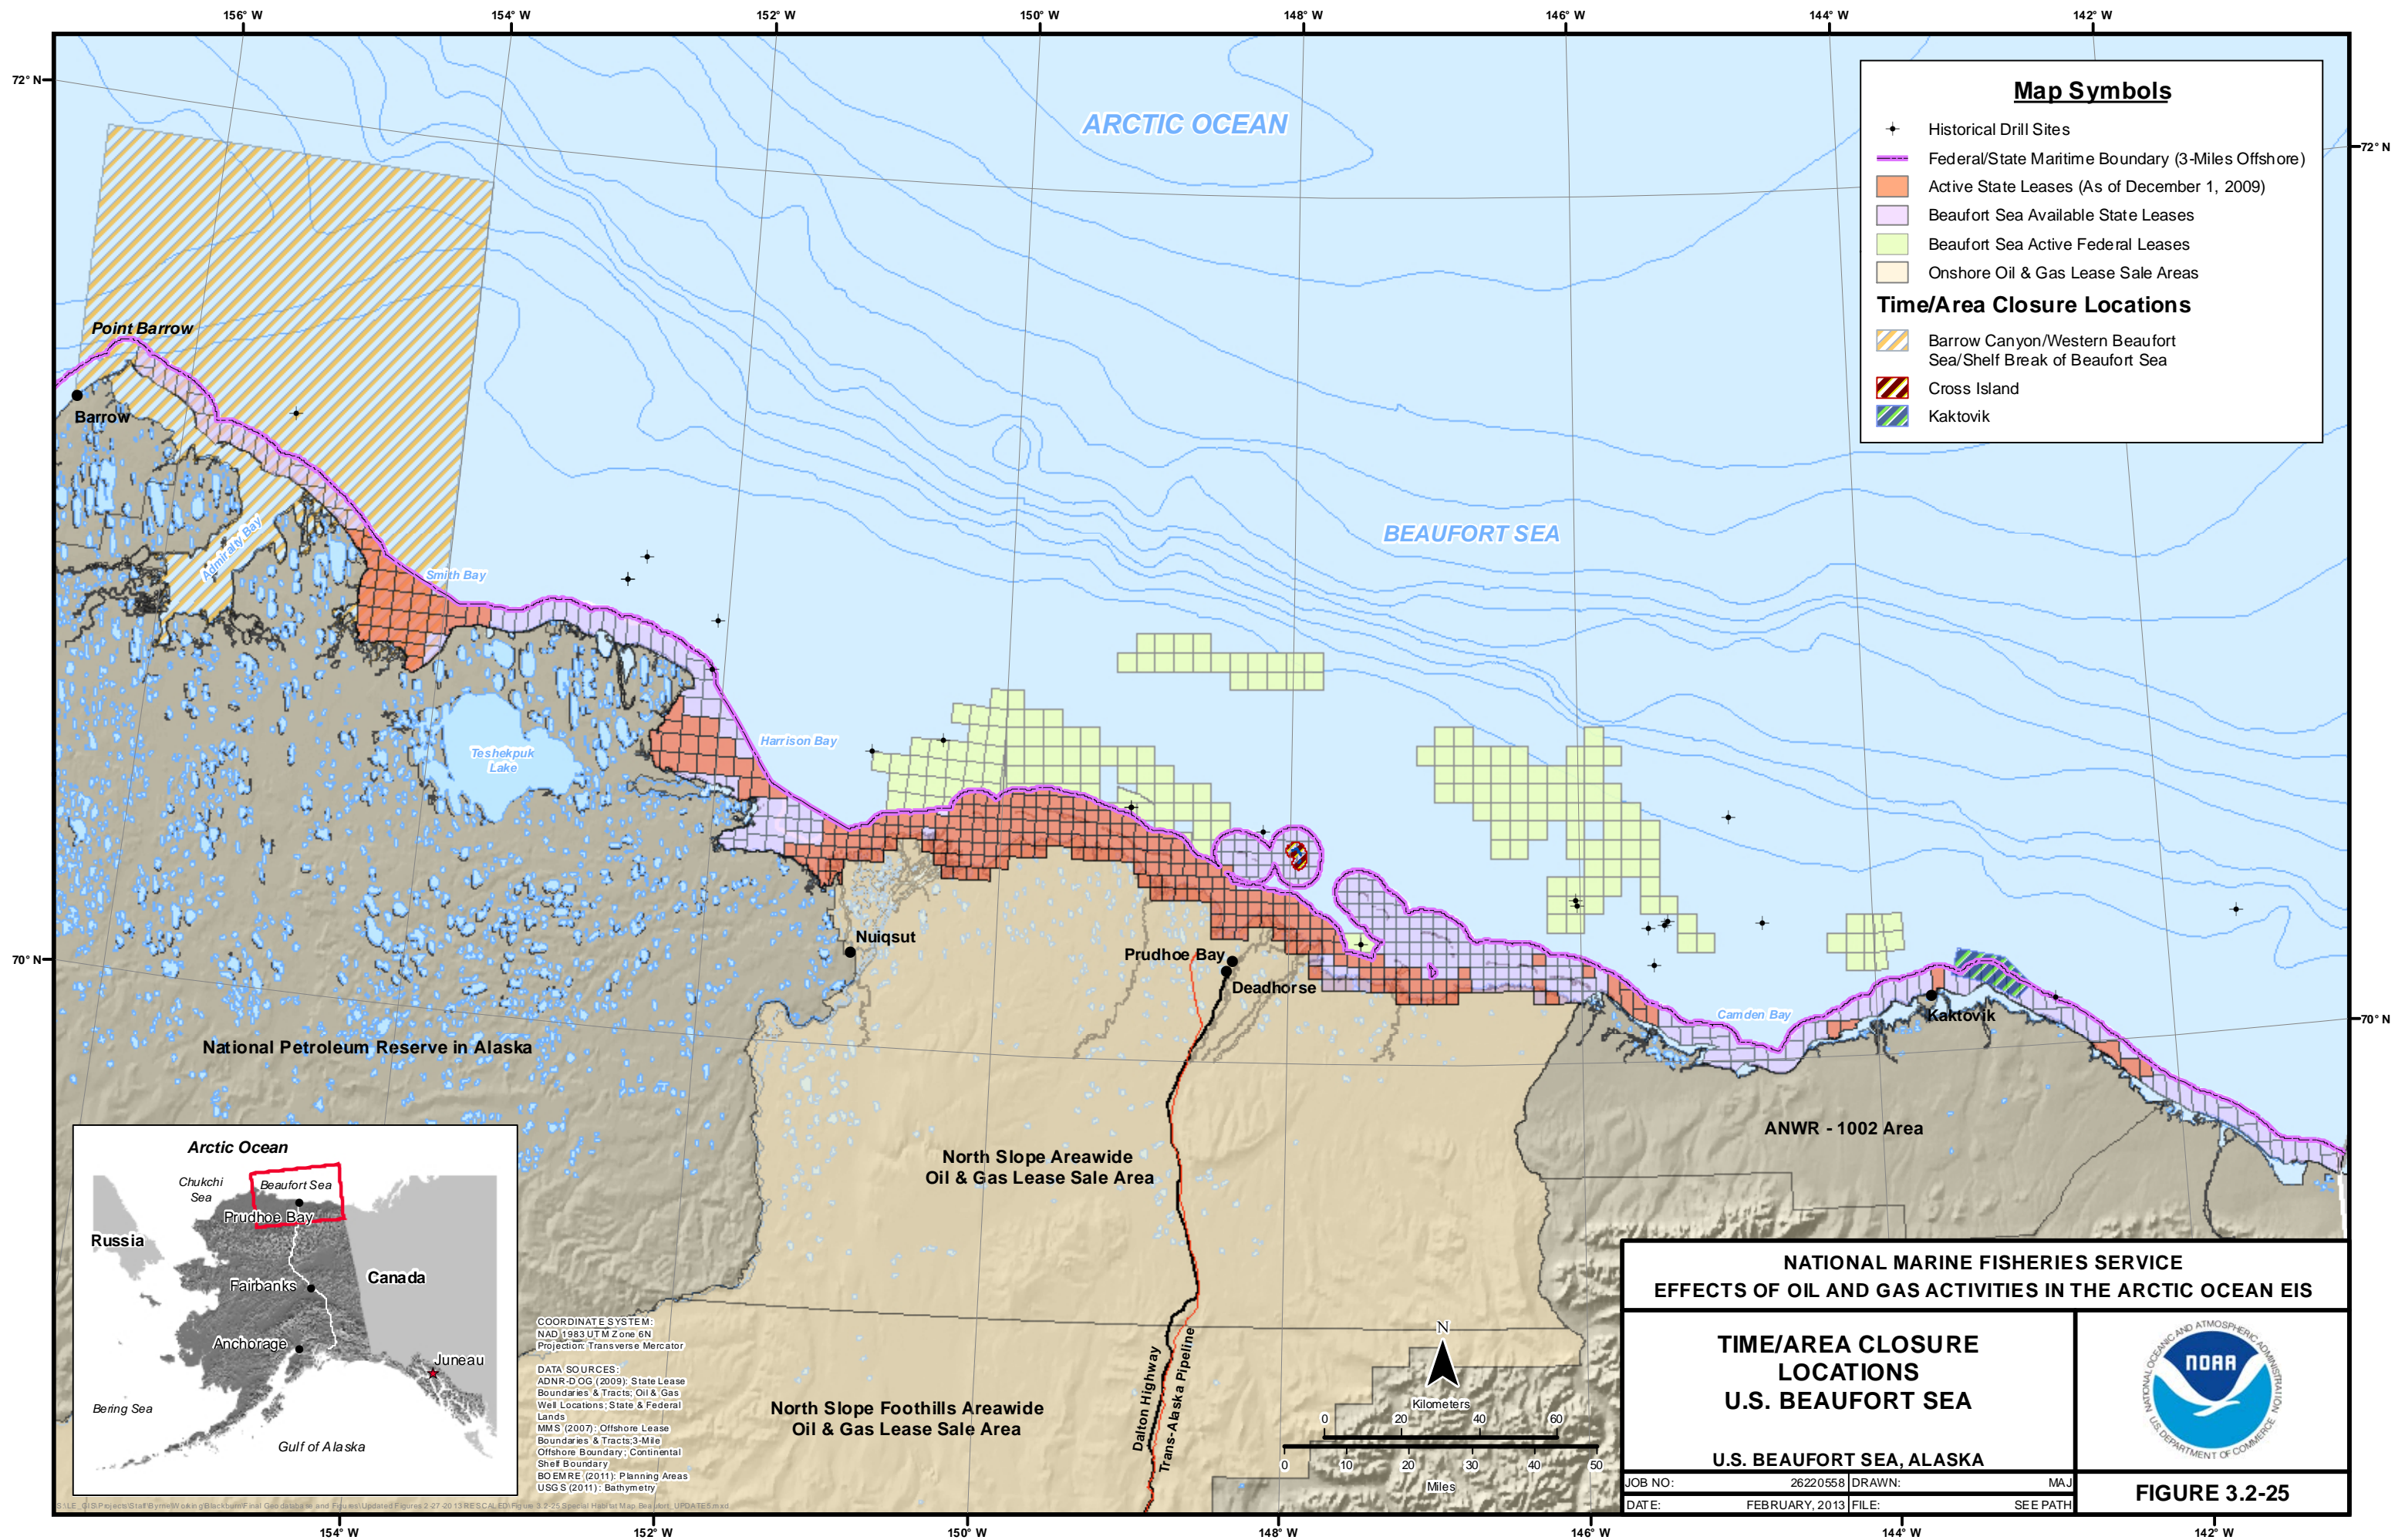 156° W
154° W
152° W
150° W
148° W
146° W
144° W
142° W
72° N
72° N
70° N
70° N
ARCTIC OCEAN
BEAUFORT SEA
Map Symbols
Historical Drill Sites
Federal/State Maritime Boundary (3-Miles Offshore)
Active State Leases (As of December 1, 2009)
Beaufort Sea Available State Leases
Beaufort Sea Active Federal Leases
Onshore Oil & Gas Lease Sale Areas
Time/Area Closure Locations
Barrow Canyon/Western Beaufort
Sea/Shelf Break of Beaufort Sea
Cross Island
Kaktovik
Point Barrow
Barrow
Admiralty Bay
Smith Bay
Teshekpuk
Lake
Harrison Bay
Nuiqsut
Prudhoe Bay
Deadhorse
Camden Bay
Kaktovik
National Petroleum Reserve in Alaska
ANWR - 1002 Area
North Slope Areawide
Oil & Gas Lease Sale Area
North Slope Foothills Areawide
Oil & Gas Lease Sale Area
Dalton Highway
Trans-Alaska Pipeline
Arctic Ocean
Chukchi
Sea
Beaufort Sea
Prudhoe Bay
Russia
Fairbanks
Canada
Anchorage
Juneau
Bering Sea
Gulf of Alaska
COORDINATE SYSTEM:
NAD 1983 UTM Zone 6N
Projection: Transverse Mercator
DATA SOURCES:
ADNR-DOG (2009): State Lease
Boundaries & Tracts; Oil & Gas
Well Locations; State & Federal
Lands
MMS (2007): Offshore Lease
Boundaries & Tracts;3-Mile
Offshore Boundary; Continental
Shelf Boundary
BOEMRE (2011): Planning Areas
USGS (2011): Bathymetry
N
Kilometers
0 20 40 60
0 10 20 30 40 50
Miles
NATIONAL MARINE FISHERIES SERVICE
EFFECTS OF OIL AND GAS ACTIVITIES IN THE ARCTIC OCEAN EIS
TIME/AREA CLOSURE
LOCATIONS
U.S. BEAUFORT SEA
U.S. BEAUFORT SEA, ALASKA
JOB NO: 26220558 DRAWN: MAJ
DATE: FEBRUARY, 2013 FILE: SEE PATH
NATIONAL OCEANIC AND ATMOSPHERIC ADMINISTRATION
NOAA
U.S. DEPARTMENT OF COMMERCE
FIGURE 3.2-25
154° W
152° W
150° W
148° W
146° W
144° W
142° W